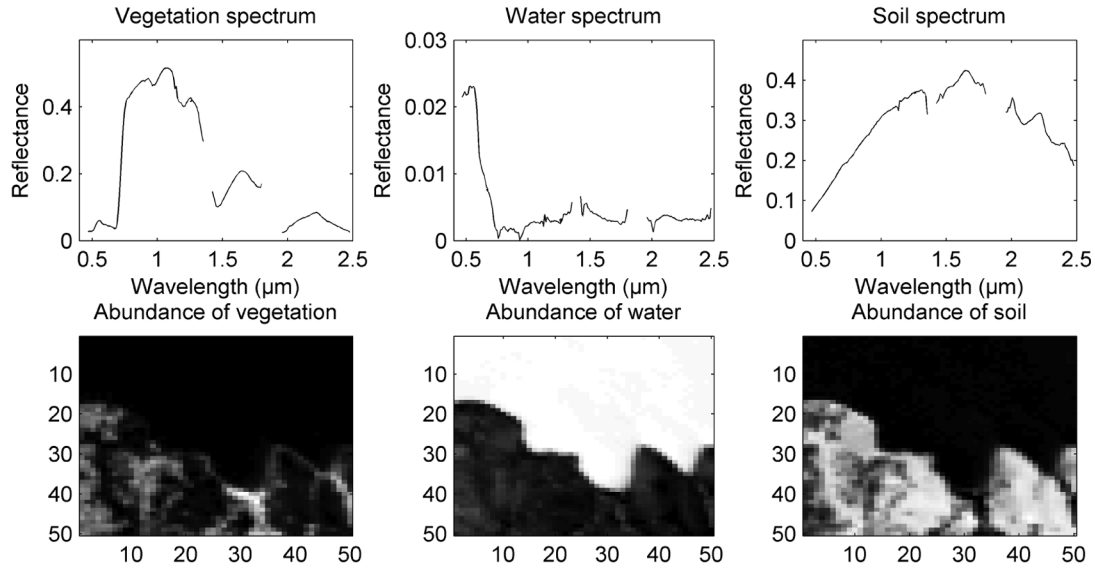 Vegetation spectrum
Water spectrum
Soil spectrum
Reflectance
0.4
0.2
0
0.5 1 1.5 2 2.5
Wavelength (µm)
Reflectance
0.03
0.02
0.01
0
0.5 1 1.5 2 2.5
Wavelength (µm)
Reflectance
0.4
0.3
0.2
0.1
0
0.5 1 1.5 2 2.5
Wavelength (µm)
Abundance of vegetation
Abundance of water
Abundance of soil
10
20
30
40
50
10 20 30 40 50
10
20
30
40
50
10 20 30 40 50
10
20
30
40
50
10 20 30 40 50